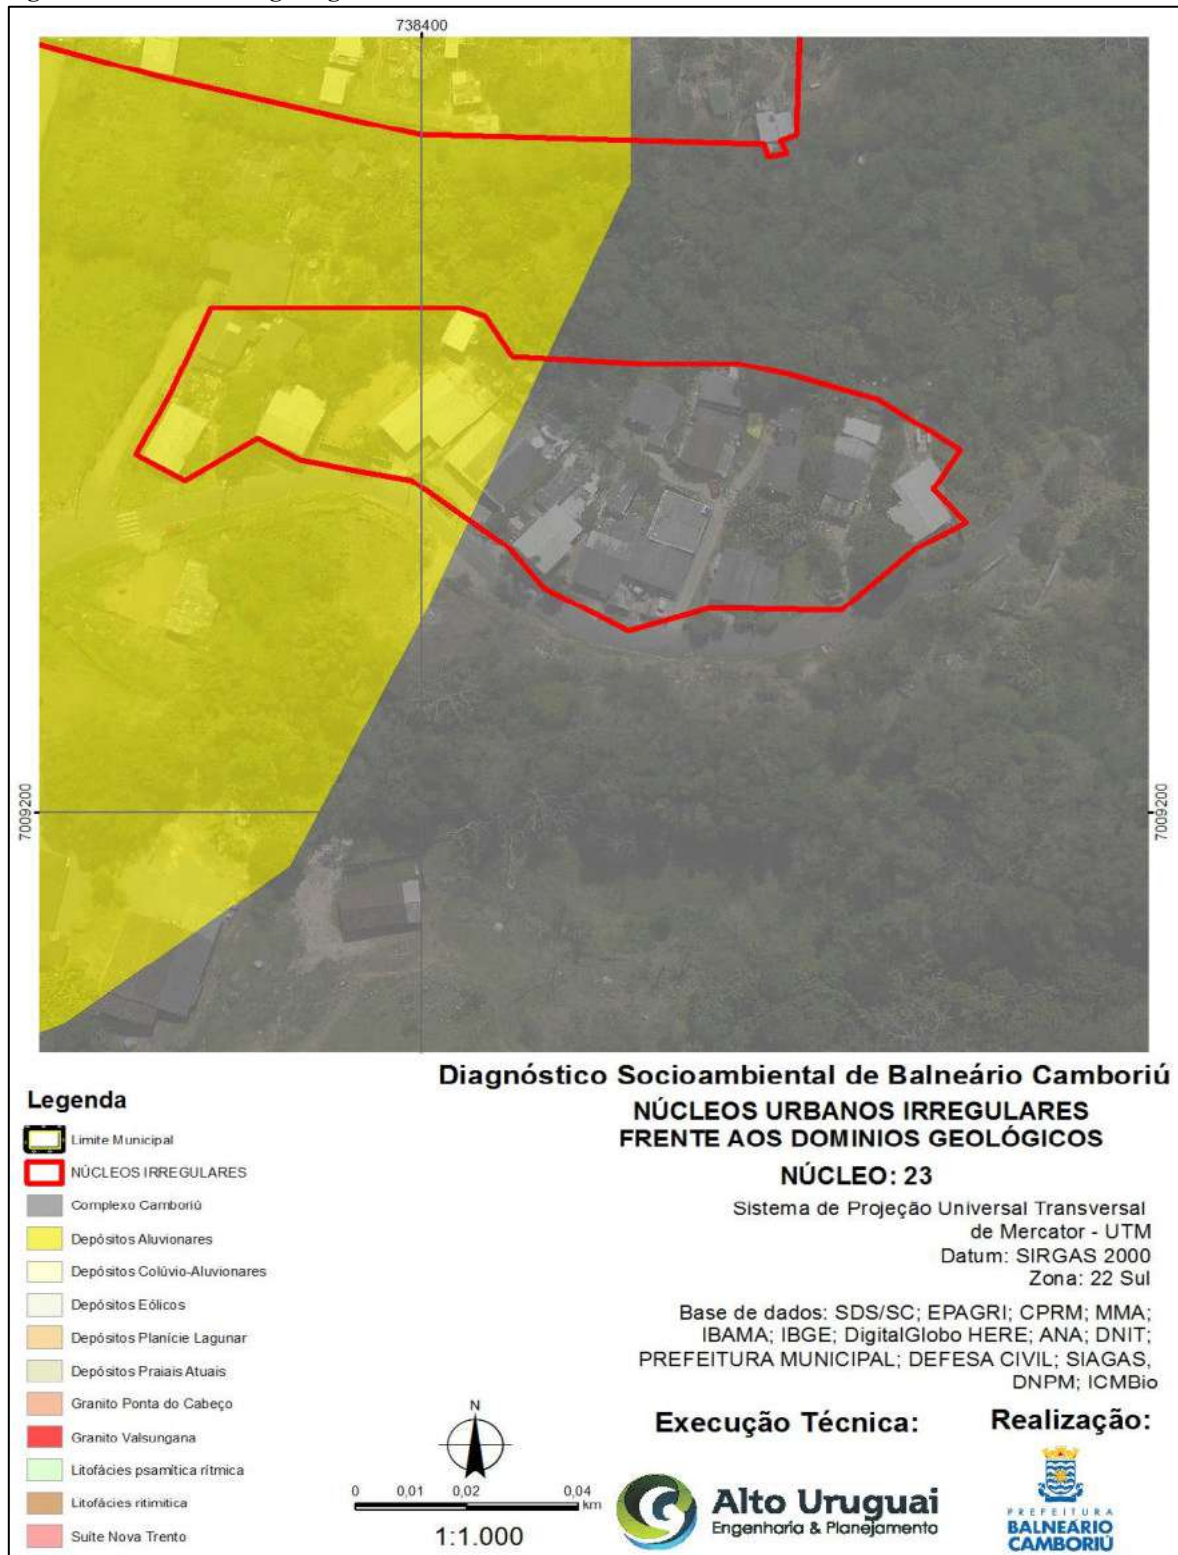 738400
7009200
7009200
Diagnóstico Socioambiental de Balneário Camboriú
NÚCLEOS URBANOS IRREGULARES
FRENTE AOS DOMINIOS GEOLÓGICOS
NÚCLEO: 23
Sistema de Projeção Universal Transversal
de Mercator - UTM
Datum: SIRGAS 2000
Zona: 22 Sul
Base de dados: SDS/SC; EPAGRI; CPRM; MMA;
IBAMA; IBGE; DigitalGlobo HERE; ANA; DNIT;
PREFEITURA MUNICIPAL; DEFESA CIVIL; SIAGAS,
DNPM; ICMBio
Legenda
Limite Municipal
NÚCLEOS IRREGULARES
Complexo Camboriú
Depósitos Aluvionares
Depósitos Colúvio-Aluvionares
Depósitos Eólicos
Depósitos Planície Lagunar
Depósitos Praiais Atuais
Granito Ponta do Cabeço
Granito Valsungana
Litofácies psamítica rítmica
Litofácies ritimitica
Suíte Nova Trento
N
0 0,01 0,02 0,04
km
1:1.000
Execução Técnica:
Alto Uruguai
Engenharia & Planejamento
Realização:
PREFEITURA
BALNEÁRIO
CAMBORIÚ